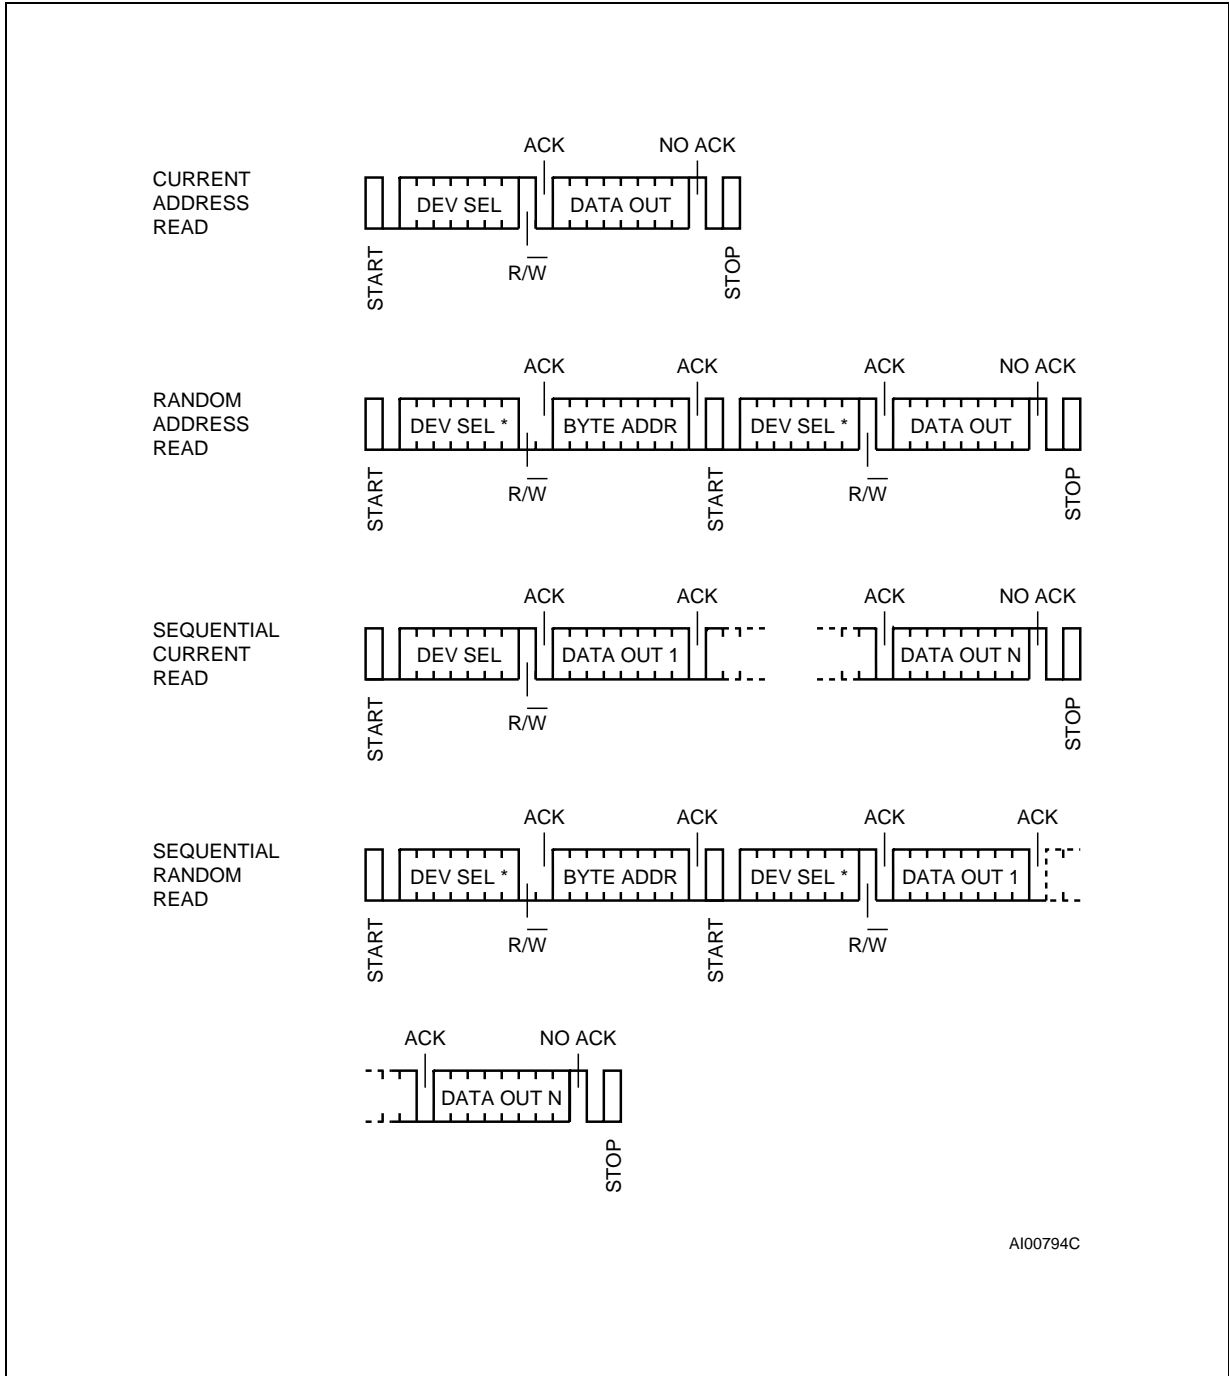 ACK NO ACK
CURRENT
ADDRESS
READ
DEV SEL DATA OUT
START R/W̅ STOP
ACK ACK ACK NO ACK
RANDOM
ADDRESS
READ
DEV SEL * BYTE ADDR DEV SEL * DATA OUT
START R/W̅ START R/W̅ STOP
ACK ACK ACK NO ACK
SEQUENTIAL
CURRENT
READ
DEV SEL DATA OUT 1 DATA OUT N
START R/W̅ STOP
ACK ACK ACK ACK
SEQUENTIAL
RANDOM
READ
DEV SEL * BYTE ADDR DEV SEL * DATA OUT 1
START R/W̅ START R/W̅
ACK NO ACK
DATA OUT N
STOP
AI00794C